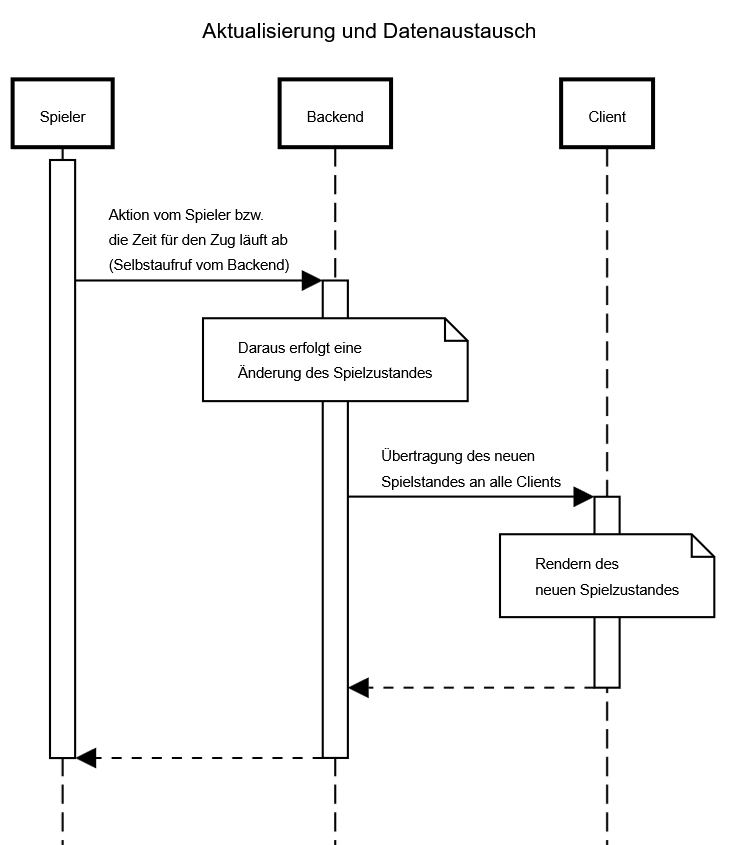 Aktualisierung und Datenaustausch
Spieler
Backend
Client
Aktion vom Spieler bzw.
die Zeit für den Zug läuft ab
(Selbstaufruf vom Backend)
Daraus erfolgt eine
Änderung des Spielzustandes
Übertragung des neuen
Spielstandes an alle Clients
Rendern des
neuen Spielzustandes